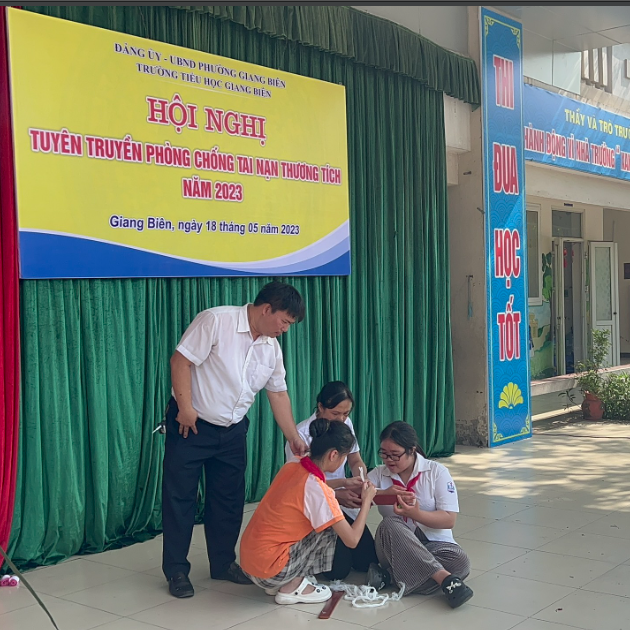 ĐẢNG ỦY - UBND PHƯỜNG GIANG BIÊN
TRƯỜNG TIỂU HỌC GIANG BIÊN
HỘI NGHỊ
TUYÊN TRUYỀN PHÒNG CHỐNG TAI NẠN THƯƠNG TÍCH
NĂM 2023
Giang Biên, ngày 18 tháng 05 năm 2023
THI
ĐUA
HỌC
TỐT
THẦY VÀ TRÒ TRƯ
HÀNH ĐỘNG VÌ NHÀ TRƯỜNG "